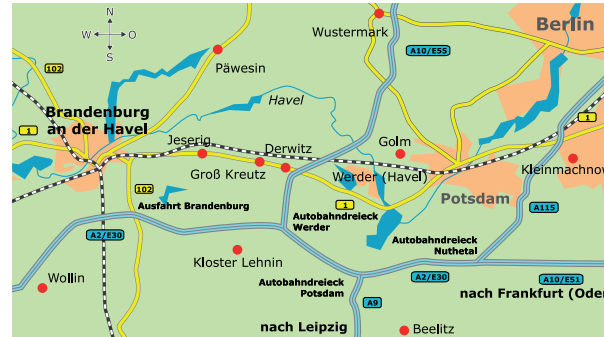 N
W
O
S
Wustermark
Berlin
A10/E55
102
Päwesin
Havel
Brandenburg
an der Havel
1
1
Jeserig
Derwitz
Golm
Groß Kreutz
Werder (Havel)
Kleinmachnow
102
Ausfahrt Brandenburg
1
Potsdam
Autobahndreieck
Werder
A115
A2/E30
Autobahndreieck
Nuthetal
Kloster Lehnin
Wollin
Autobahndreieck
Potsdam
A2/E30
A10/E51
nach Frankfurt (Oder
A9
nach Leipzig
Beelitz